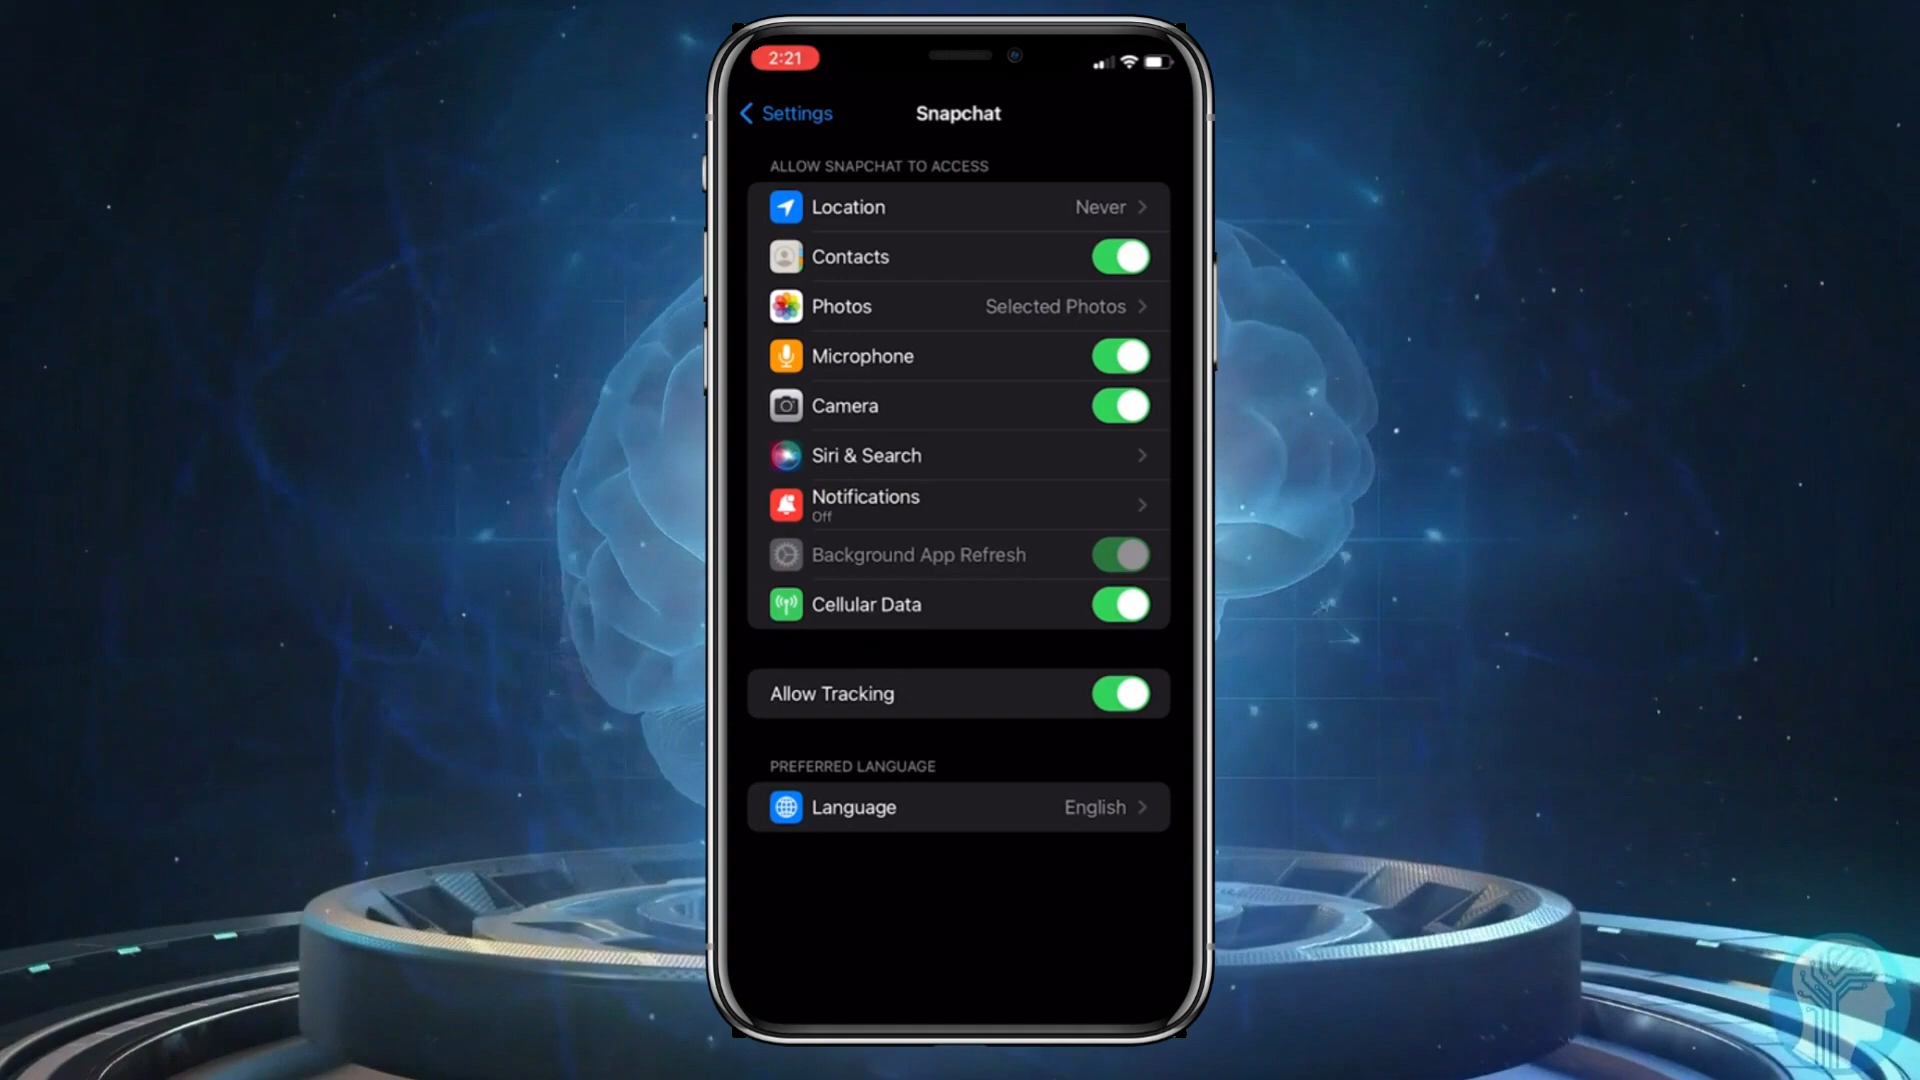 2:21
Settings
Snapchat
ALLOW SNAPCHAT TO ACCESS
Location
Never
Contacts
Photos
Selected Photos
Microphone
Camera
Siri & Search
Notifications
Off
Background App Refresh
Cellular Data
Allow Tracking
PREFERRED LANGUAGE
Language
English